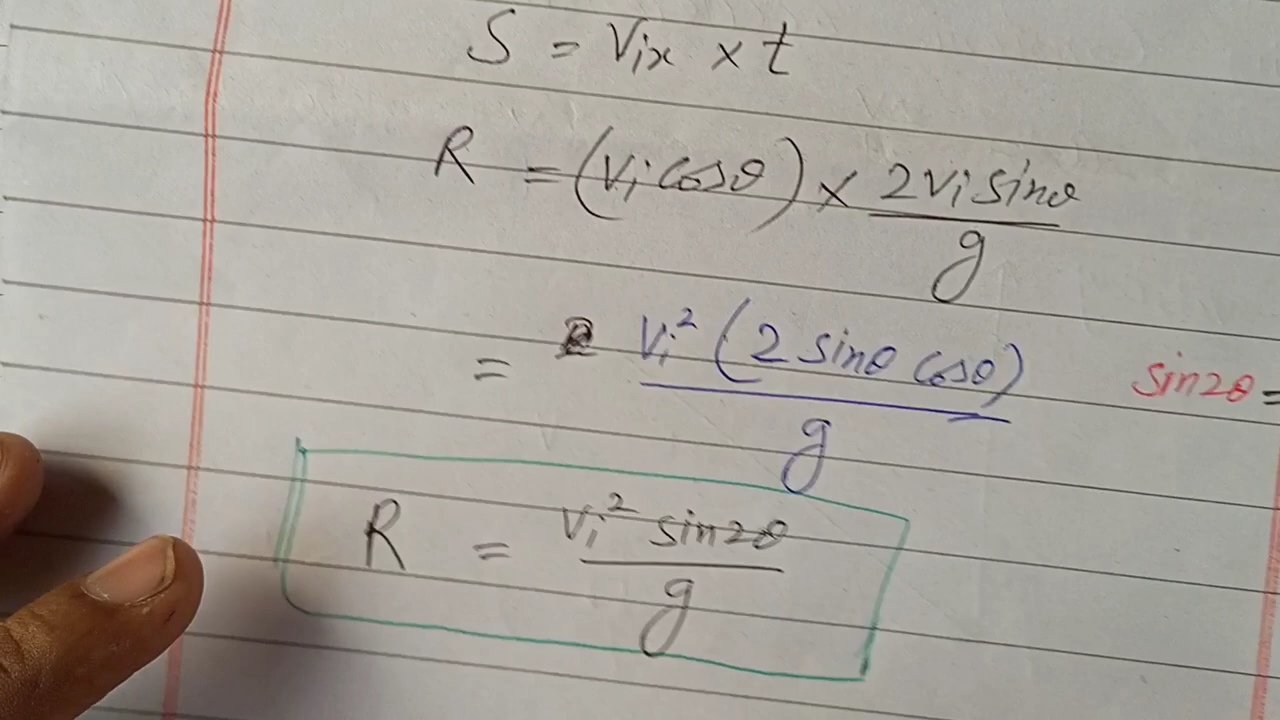 S = Vix × t
R = (Vi cosθ) × 2Vi sinθ / g
= Vi² (2 sinθ cosθ) / g
sin2θ =
R = Vi² sin2θ / g